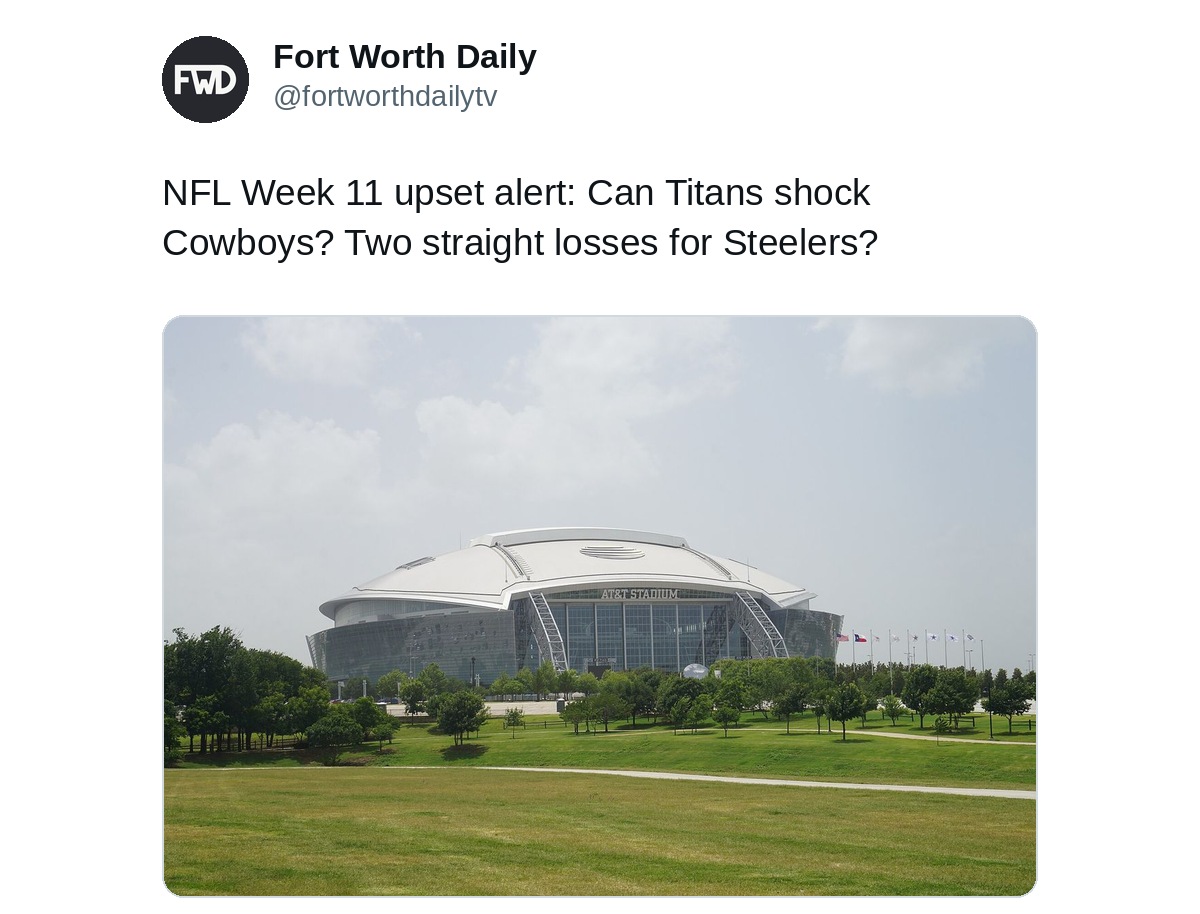 FWD
Fort Worth Daily
@fortworthdailytv
NFL Week 11 upset alert: Can Titans shock
Cowboys? Two straight losses for Steelers?
AT&T STADIUM